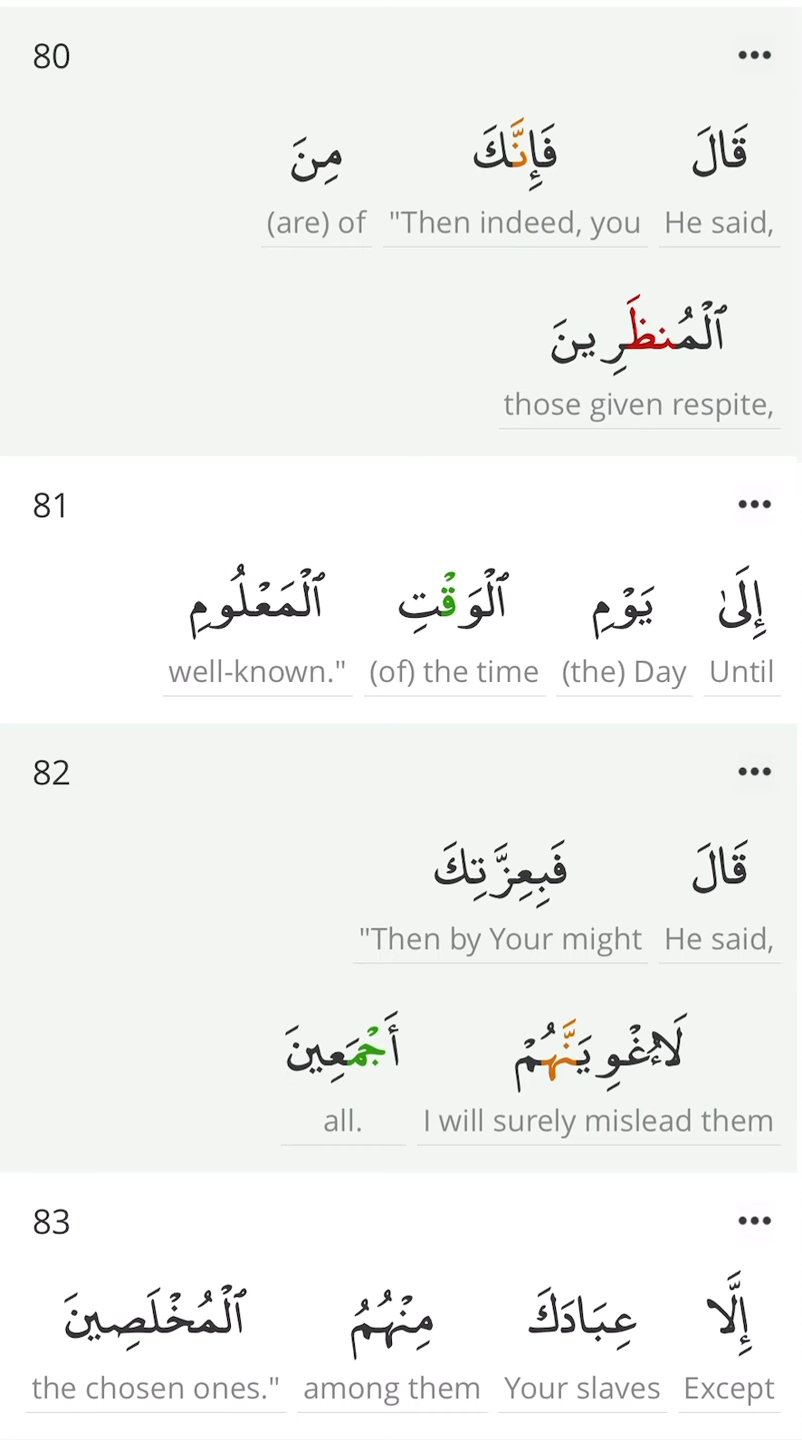 80
قَالَ فَإِنَّكَ مِنَ
He said, "Then indeed, you (are) of
ٱلْمُنظَرِينَ
those given respite,
81
إِلَىٰ يَوْمِ ٱلْوَقْتِ ٱلْمَعْلُومِ
Until (the) Day (of) the time well-known."
82
قَالَ فَبِعِزَّتِكَ
He said, "Then by Your might
لَأُغْوِيَنَّهُمْ أَجْمَعِينَ
I will surely mislead them all.
83
إِلَّا عِبَادَكَ مِنْهُمُ ٱلْمُخْلَصِينَ
Except Your slaves among them the chosen ones."